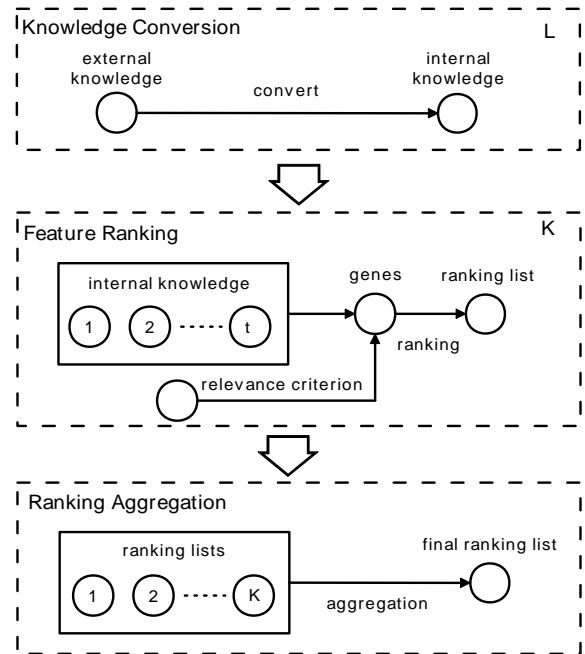 Knowledge Conversion
L
external
knowledge
internal
knowledge
convert
Feature Ranking
K
internal knowledge
1 2 ····· t
genes
ranking list
ranking
relevance criterion
Ranking Aggregation
ranking lists
1 2 ····· K
final ranking list
aggregation